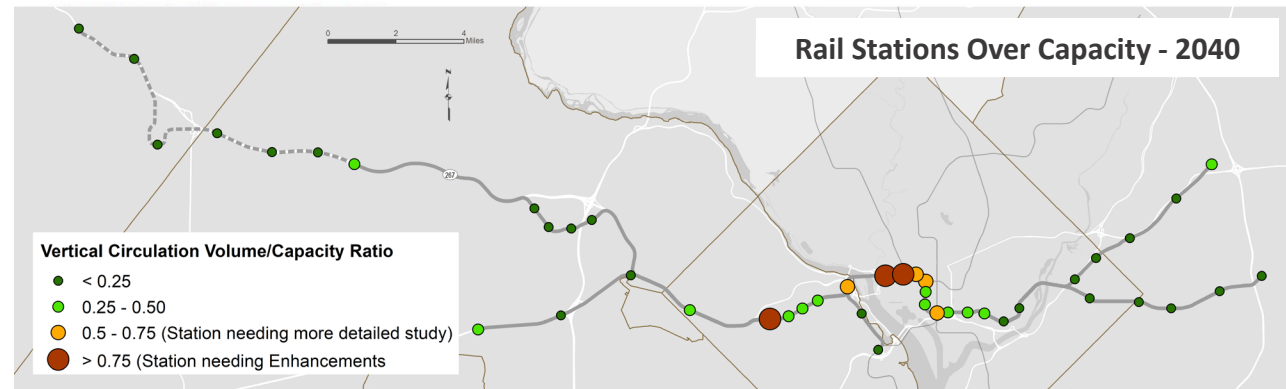 Rail Stations Over Capacity - 2040
0 2 4
Miles
N
267
Vertical Circulation Volume/Capacity Ratio
< 0.25
0.25 - 0.50
0.5 - 0.75 (Station needing more detailed study)
> 0.75 (Station needing Enhancements